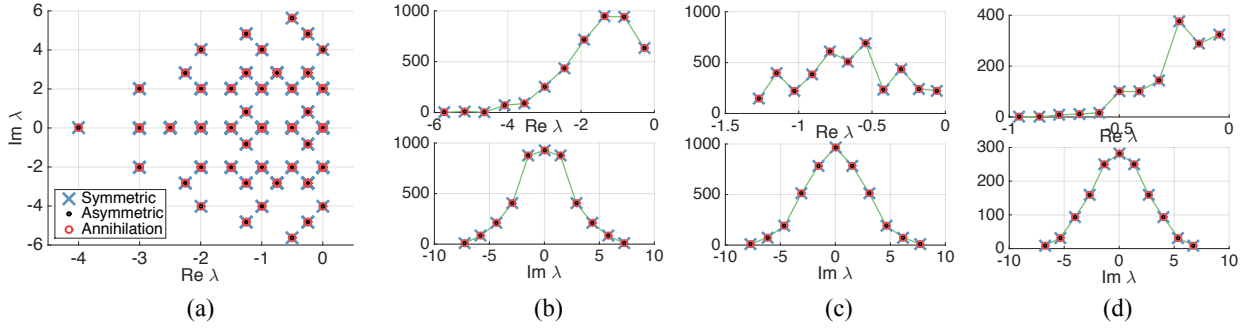 6
4
2
0
-2
-4
-6
Im λ
-4 -3 -2 -1 0
Re λ
Symmetric
Asymmetric
Annihilation
(a)
1000
500
0
-6 -4 -2 0
Re λ
1000
500
0
-10 -5 0 5 10
Im λ
(b)
1000
500
0
-1.5 -1 -0.5 0
Re λ
1000
500
0
-10 -5 0 5 10
Im λ
(c)
400
300
200
100
0
-1 0.5 0
Re λ
300
200
100
0
-10 -5 0 5 10
Im λ
(d)